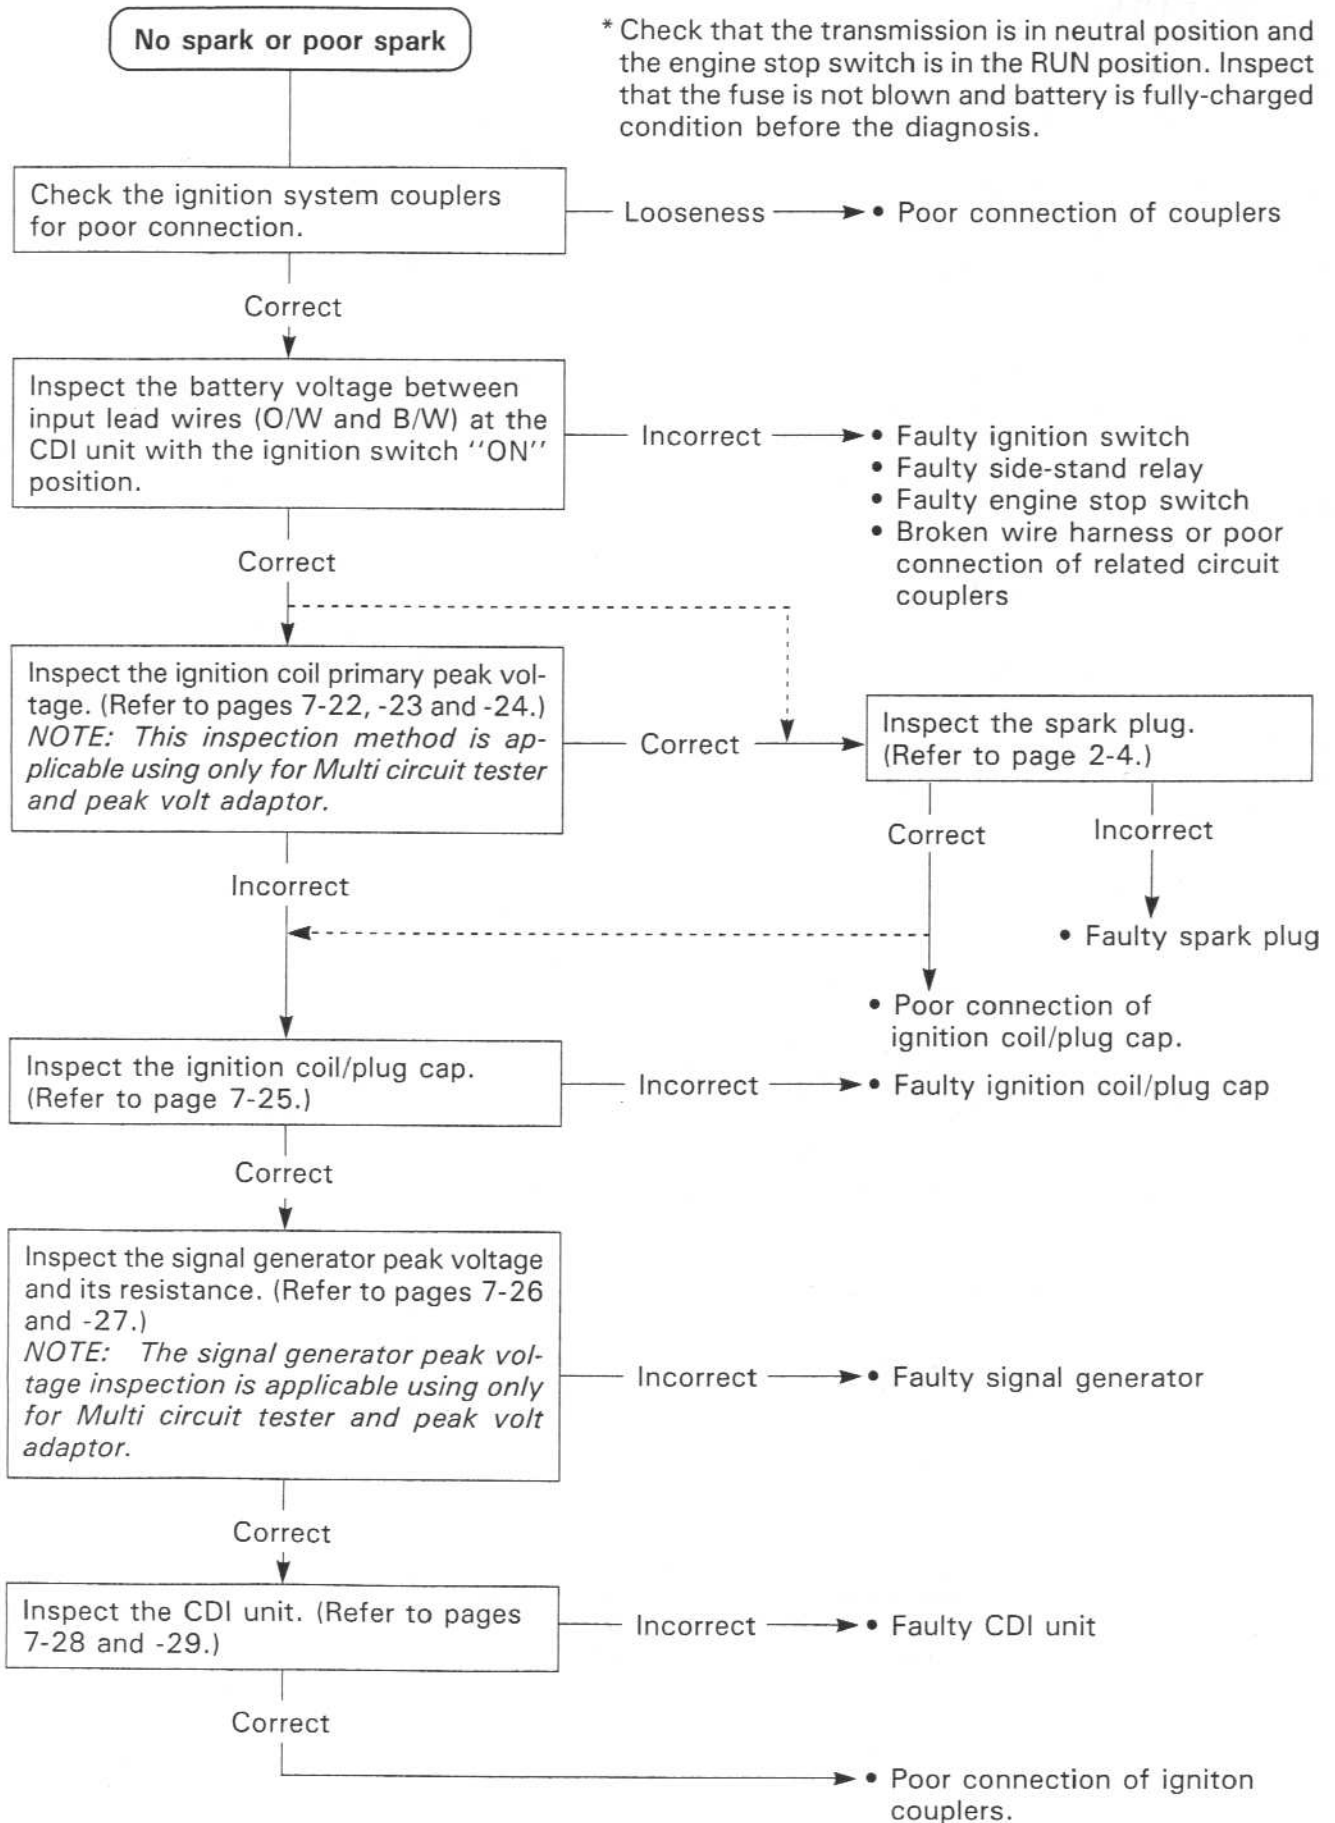 No spark or poor spark
* Check that the transmission is in neutral position and
the engine stop switch is in the RUN position. Inspect
that the fuse is not blown and battery is fully-charged
condition before the diagnosis.
Check the ignition system couplers
for poor connection.
Looseness
• Poor connection of couplers
Correct
Inspect the battery voltage between
input lead wires (O/W and B/W) at the
CDI unit with the ignition switch ''ON''
position.
Incorrect
• Faulty ignition switch
• Faulty side-stand relay
• Faulty engine stop switch
• Broken wire harness or poor
connection of related circuit
couplers
Correct
Inspect the ignition coil primary peak vol-
tage. (Refer to pages 7-22, -23 and -24.)
NOTE: This inspection method is ap-
plicable using only for Multi circuit tester
and peak volt adaptor.
Correct
Inspect the spark plug.
(Refer to page 2-4.)
Correct
Incorrect
Incorrect
• Faulty spark plug
• Poor connection of
ignition coil/plug cap.
Inspect the ignition coil/plug cap.
(Refer to page 7-25.)
Incorrect
• Faulty ignition coil/plug cap
Correct
Inspect the signal generator peak voltage
and its resistance. (Refer to pages 7-26
and -27.)
NOTE: The signal generator peak vol-
tage inspection is applicable using only
for Multi circuit tester and peak volt
adaptor.
Incorrect
• Faulty signal generator
Correct
Inspect the CDI unit. (Refer to pages
7-28 and -29.)
Incorrect
• Faulty CDI unit
Correct
• Poor connection of igniton
couplers.